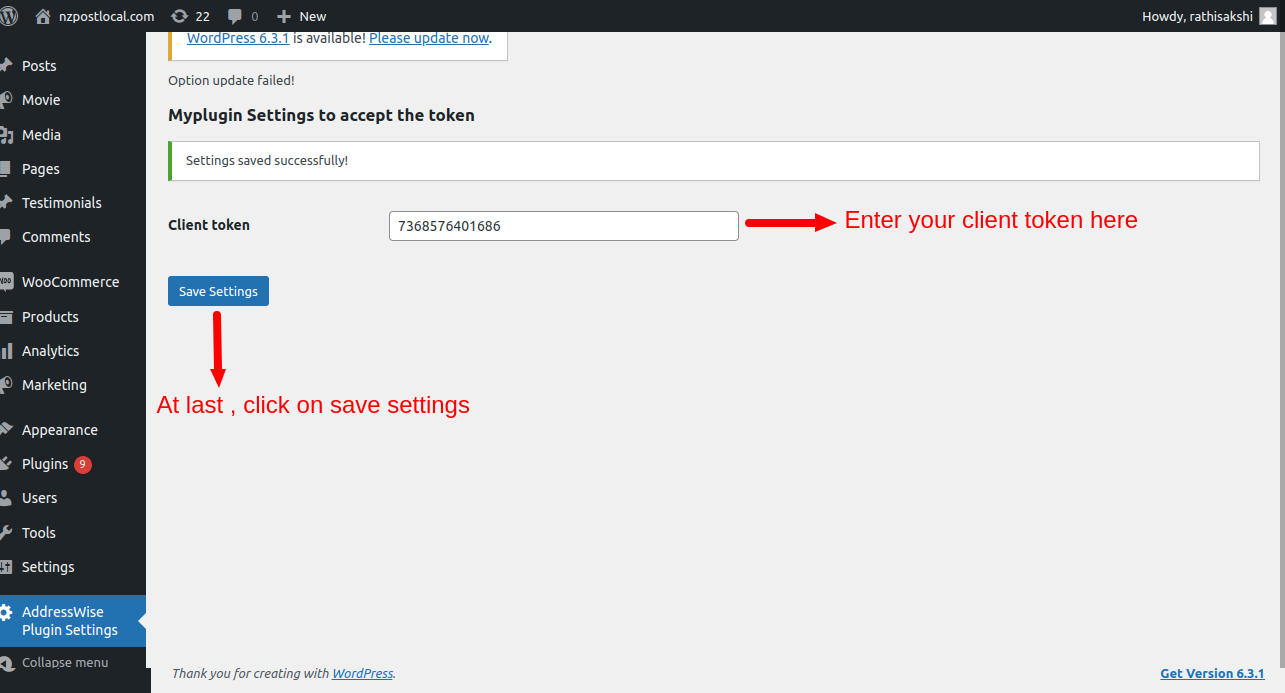 nzpostlocal.com 22 0 New Howdy, rathisakshi
WordPress 6.3.1 is available! Please update now.
Option update failed!
Myplugin Settings to accept the token
Settings saved successfully!
Client token 7368576401686
Enter your client token here
Save Settings
At last , click on save settings
Posts
Movie
Media
Pages
Testimonials
Comments
WooCommerce
Products
Analytics
Marketing
Appearance
Plugins 9
Users
Tools
Settings
AddressWise
Plugin Settings
Collapse menu
Thank you for creating with WordPress.
Get Version 6.3.1